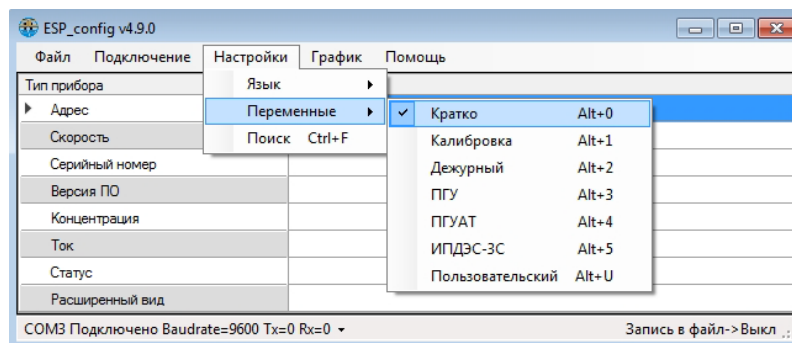 ESP_config v4.9.0
Файл Подключение Настройки График Помощь
Тип прибора Язык
Адрес Переменные Кратко Alt+0
Скорость Поиск Ctrl+F Калибровка Alt+1
Серийный номер Дежурный Alt+2
Версия ПО ПГУ Alt+3
Концентрация ПГУАТ Alt+4
Ток ИПДЭС-3С Alt+5
Статус Пользовательский Alt+U
Расширенный вид
COM3 Подключено Baudrate=9600 Tx=0 Rx=0 Запись в файл->Выкл